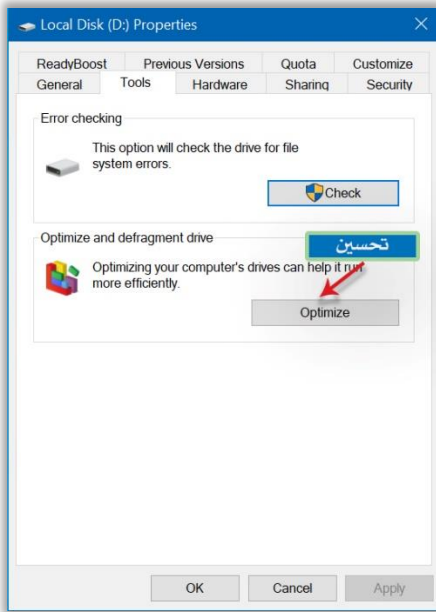 Local Disk (D:) Properties
ReadyBoost Previous Versions Quota Customize
General Tools Hardware Sharing Security
Error checking
This option will check the drive for file
system errors.
Check
Optimize and defragment drive
تحسين
Optimizing your computer's drives can help it run
more efficiently.
Optimize
OK Cancel Apply